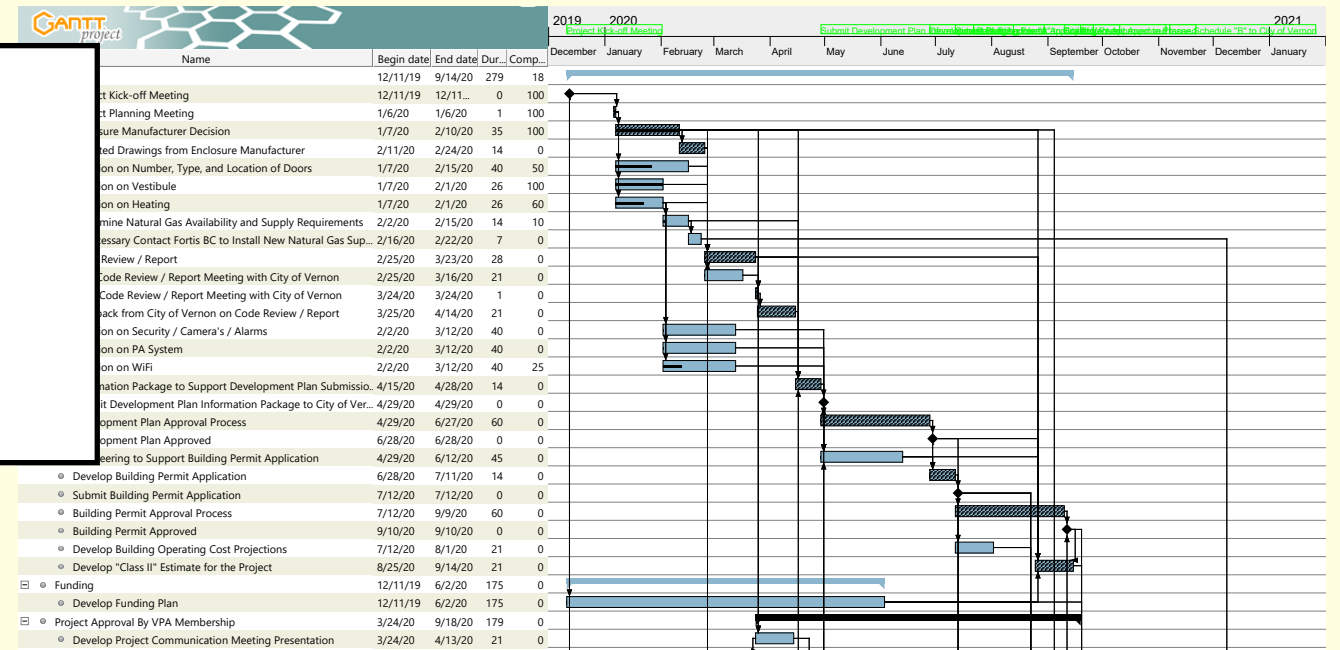 GANTT project
2019 2020 2021
Project Kick-off Meeting Submit Development Plan Schedule "B" to City of Vernon
December January February March April May June July August September October November December January
Name Begin date End date Dur... Comp...
12/11/19 9/14/20 279 18
ct Kick-off Meeting 12/11/19 12/11... 0 100
ct Planning Meeting 1/6/20 1/6/20 1 100
sure Manufacturer Decision 1/7/20 2/10/20 35 100
ted Drawings from Enclosure Manufacturer 2/11/20 2/24/20 14 0
on on Number, Type, and Location of Doors 1/7/20 2/15/20 40 50
on on Vestibule 1/7/20 2/1/20 26 100
on on Heating 1/7/20 2/1/20 26 60
mine Natural Gas Availability and Supply Requirements 2/2/20 2/15/20 14 10
essary Contact Fortis BC to Install New Natural Gas Sup... 2/16/20 2/22/20 7 0
Review / Report 2/25/20 3/23/20 28 0
Code Review / Report Meeting with City of Vernon 2/25/20 3/16/20 21 0
Code Review / Report Meeting with City of Vernon 3/24/20 3/24/20 1 0
back from City of Vernon on Code Review / Report 3/25/20 4/14/20 21 0
on on Security / Camera's / Alarms 2/2/20 3/12/20 40 0
on on PA System 2/2/20 3/12/20 40 0
on on WiFi 2/2/20 3/12/20 40 25
mation Package to Support Development Plan Submissio.. 4/15/20 4/28/20 14 0
it Development Plan Information Package to City of Ver... 4/29/20 4/29/20 0 0
opment Plan Approval Process 4/29/20 6/27/20 60 0
opment Plan Approved 6/28/20 6/28/20 0 0
eering to Support Building Permit Application 4/29/20 6/12/20 45 0
Develop Building Permit Application 6/28/20 7/11/20 14 0
Submit Building Permit Application 7/12/20 7/12/20 0 0
Building Permit Approval Process 7/12/20 9/9/20 60 0
Building Permit Approved 9/10/20 9/10/20 0 0
Develop Building Operating Cost Projections 7/12/20 8/1/20 21 0
Develop "Class II" Estimate for the Project 8/25/20 9/14/20 21 0
Funding 12/11/19 6/2/20 175 0
Develop Funding Plan 12/11/19 6/2/20 175 0
Project Approval By VPA Membership 3/24/20 9/18/20 179 0
Develop Project Communication Meeting Presentation 3/24/20 4/13/20 21 0